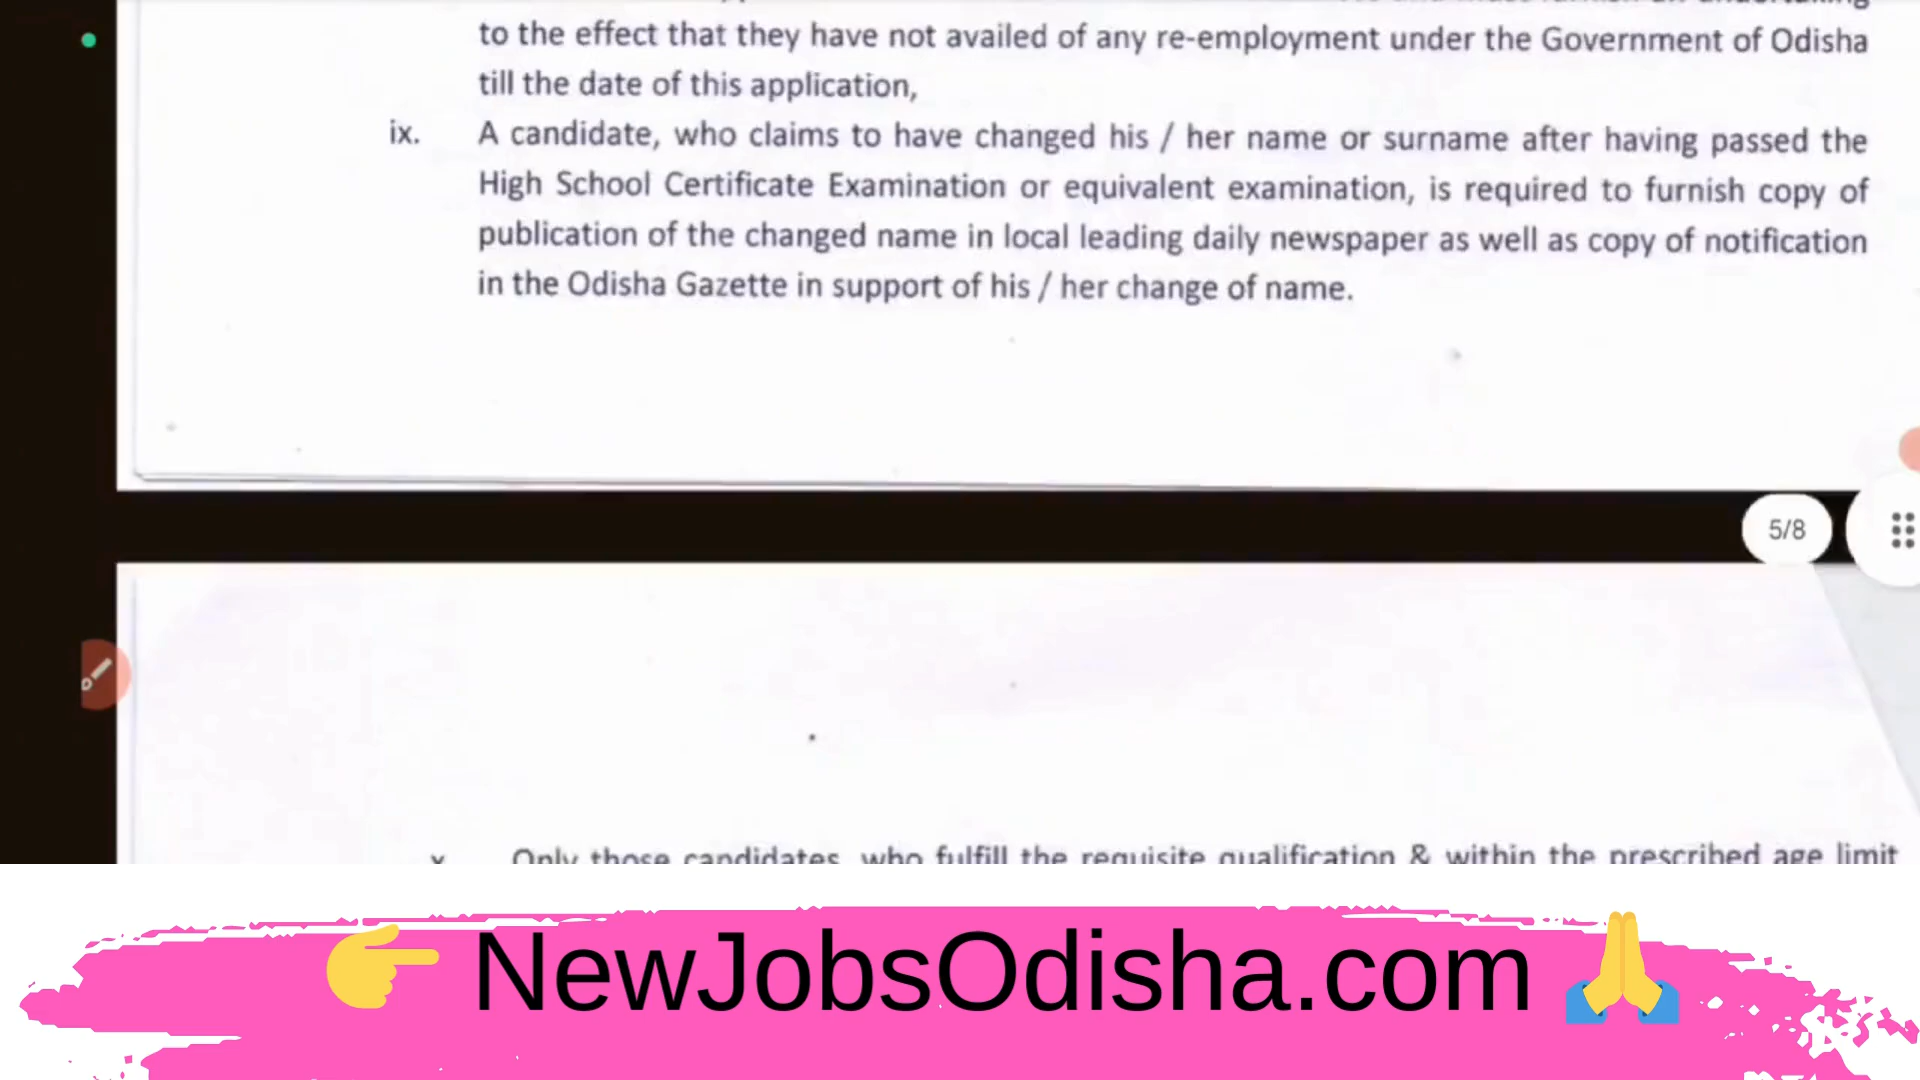 to the effect that they have not availed of any re-employment under the Government of Odisha
till the date of this application,
ix. A candidate, who claims to have changed his / her name or surname after having passed the
High School Certificate Examination or equivalent examination, is required to furnish copy of
publication of the changed name in local leading daily newspaper as well as copy of notification
in the Odisha Gazette in support of his / her change of name.
5/8
Only those candidates, who fulfill the requisite qualification & within the prescribed age limit
👉 NewJobsOdisha.com 🙏